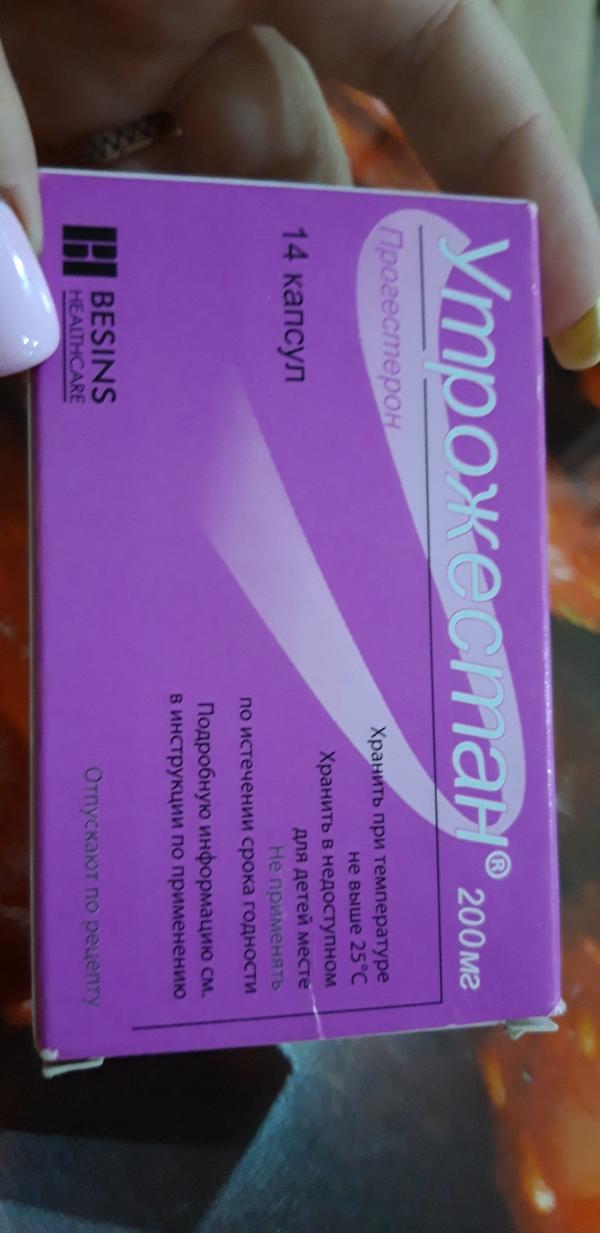 Утрожестан® 200мг
Прогестерон
14 капсул
Хранить при температуре
не выше 25°C
Хранить в недоступном
для детей месте
Не применять
по истечении срока годности
Подробную информацию см.
в инструкции по применению
BESINS
HEALTHCARE
Отпускают по рецепту